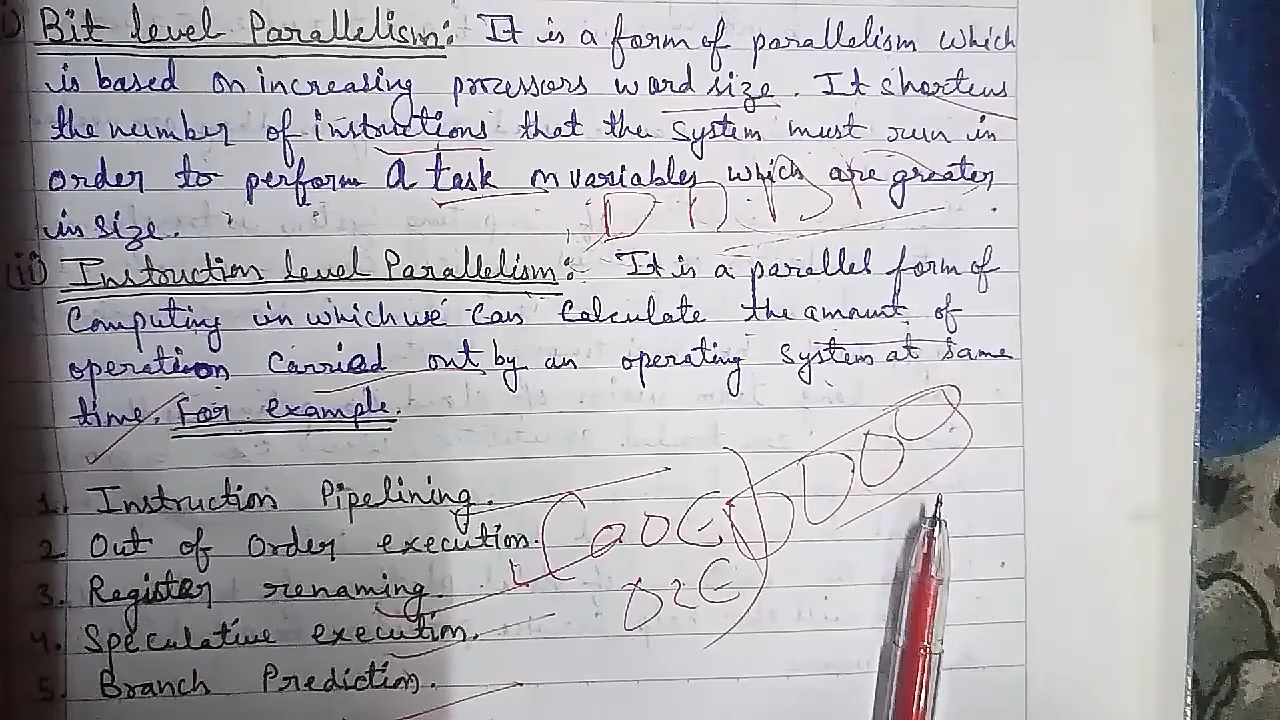 i) Bit level Parallelism: It is a form of parallelism which
is based on increasing processors word size. It shortens
the number of instructions that the system must run in
order to perform a task on variables which are greater
in size.
(ii) Instruction level Parallelism:- It is a parallel form of
Computing in which we can Calculate the amount of
operation Carried out by an operating System at same
time. For example.
1. Instruction Pipelining.
2. Out of Order execution.
3. Register renaming.
4. Speculative execution.
5. Branch Prediction.